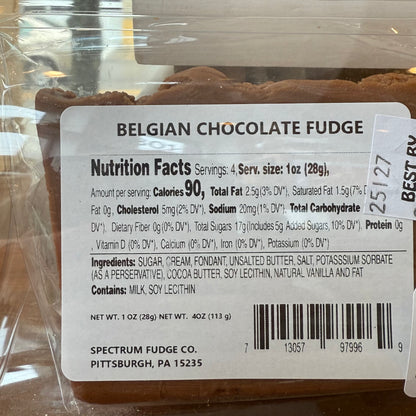 BELGIAN CHOCOLATE FUDGE
Nutrition Facts Servings: 4, Serv. size: 1oz (28g),
Amount per serving: Calories 90, Total Fat 2.5g(3% DV*), Saturated Fat 1.5g(7%
Fat 0g, Cholesterol 5mg(2% DV*), Sodium 20mg(1% DV*), Total Carbohydrate
DV*), Dietary Fiber 0g(0% DV*), Total Sugars 17g(Includes 5g Added Sugars, 10% DV*), Protein 0g
, Vitamin D (0% DV*), Calcium (0% DV*), Iron (0% DV*), Potassium (0% DV*)
Ingredients: SUGAR, CREAM, FONDANT, UNSALTED BUTTER, SALT, POTASSSIUM SORBATE
(AS A PERSERVATIVE), COCOA BUTTER, SOY LECITHIN, NATURAL VANILLA AND FAT
Contains: MILK, SOY LECITHIN
NET WT. 1 OZ (28g) NET WT. 4OZ (113 g)
SPECTRUM FUDGE CO.
PITTSBURGH, PA 15235
7 13057 97996 9
BEST BY
25127